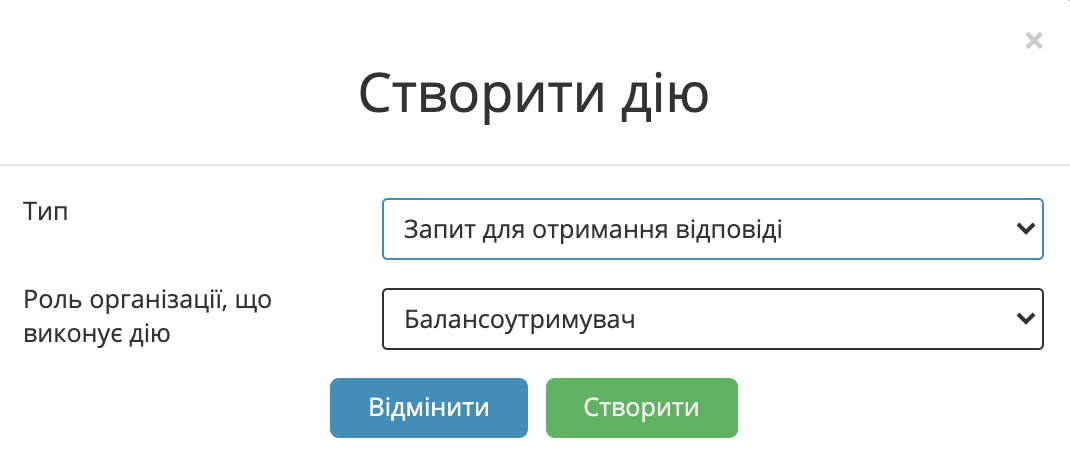 Створити дію
Тип
Запит для отримання відповіді
Роль організації, що
виконує дію
Балансоутримувач
Відмінити
Створити